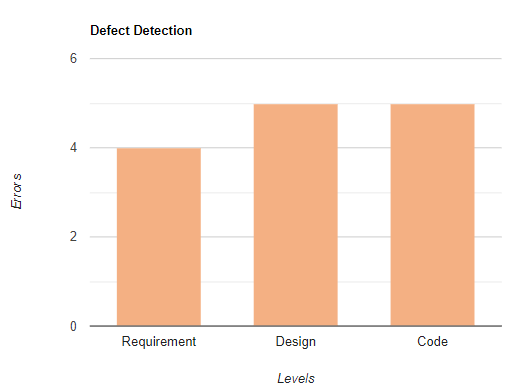 Defect Detection
6
4
2
0
Errors
Requirement Design Code
Levels